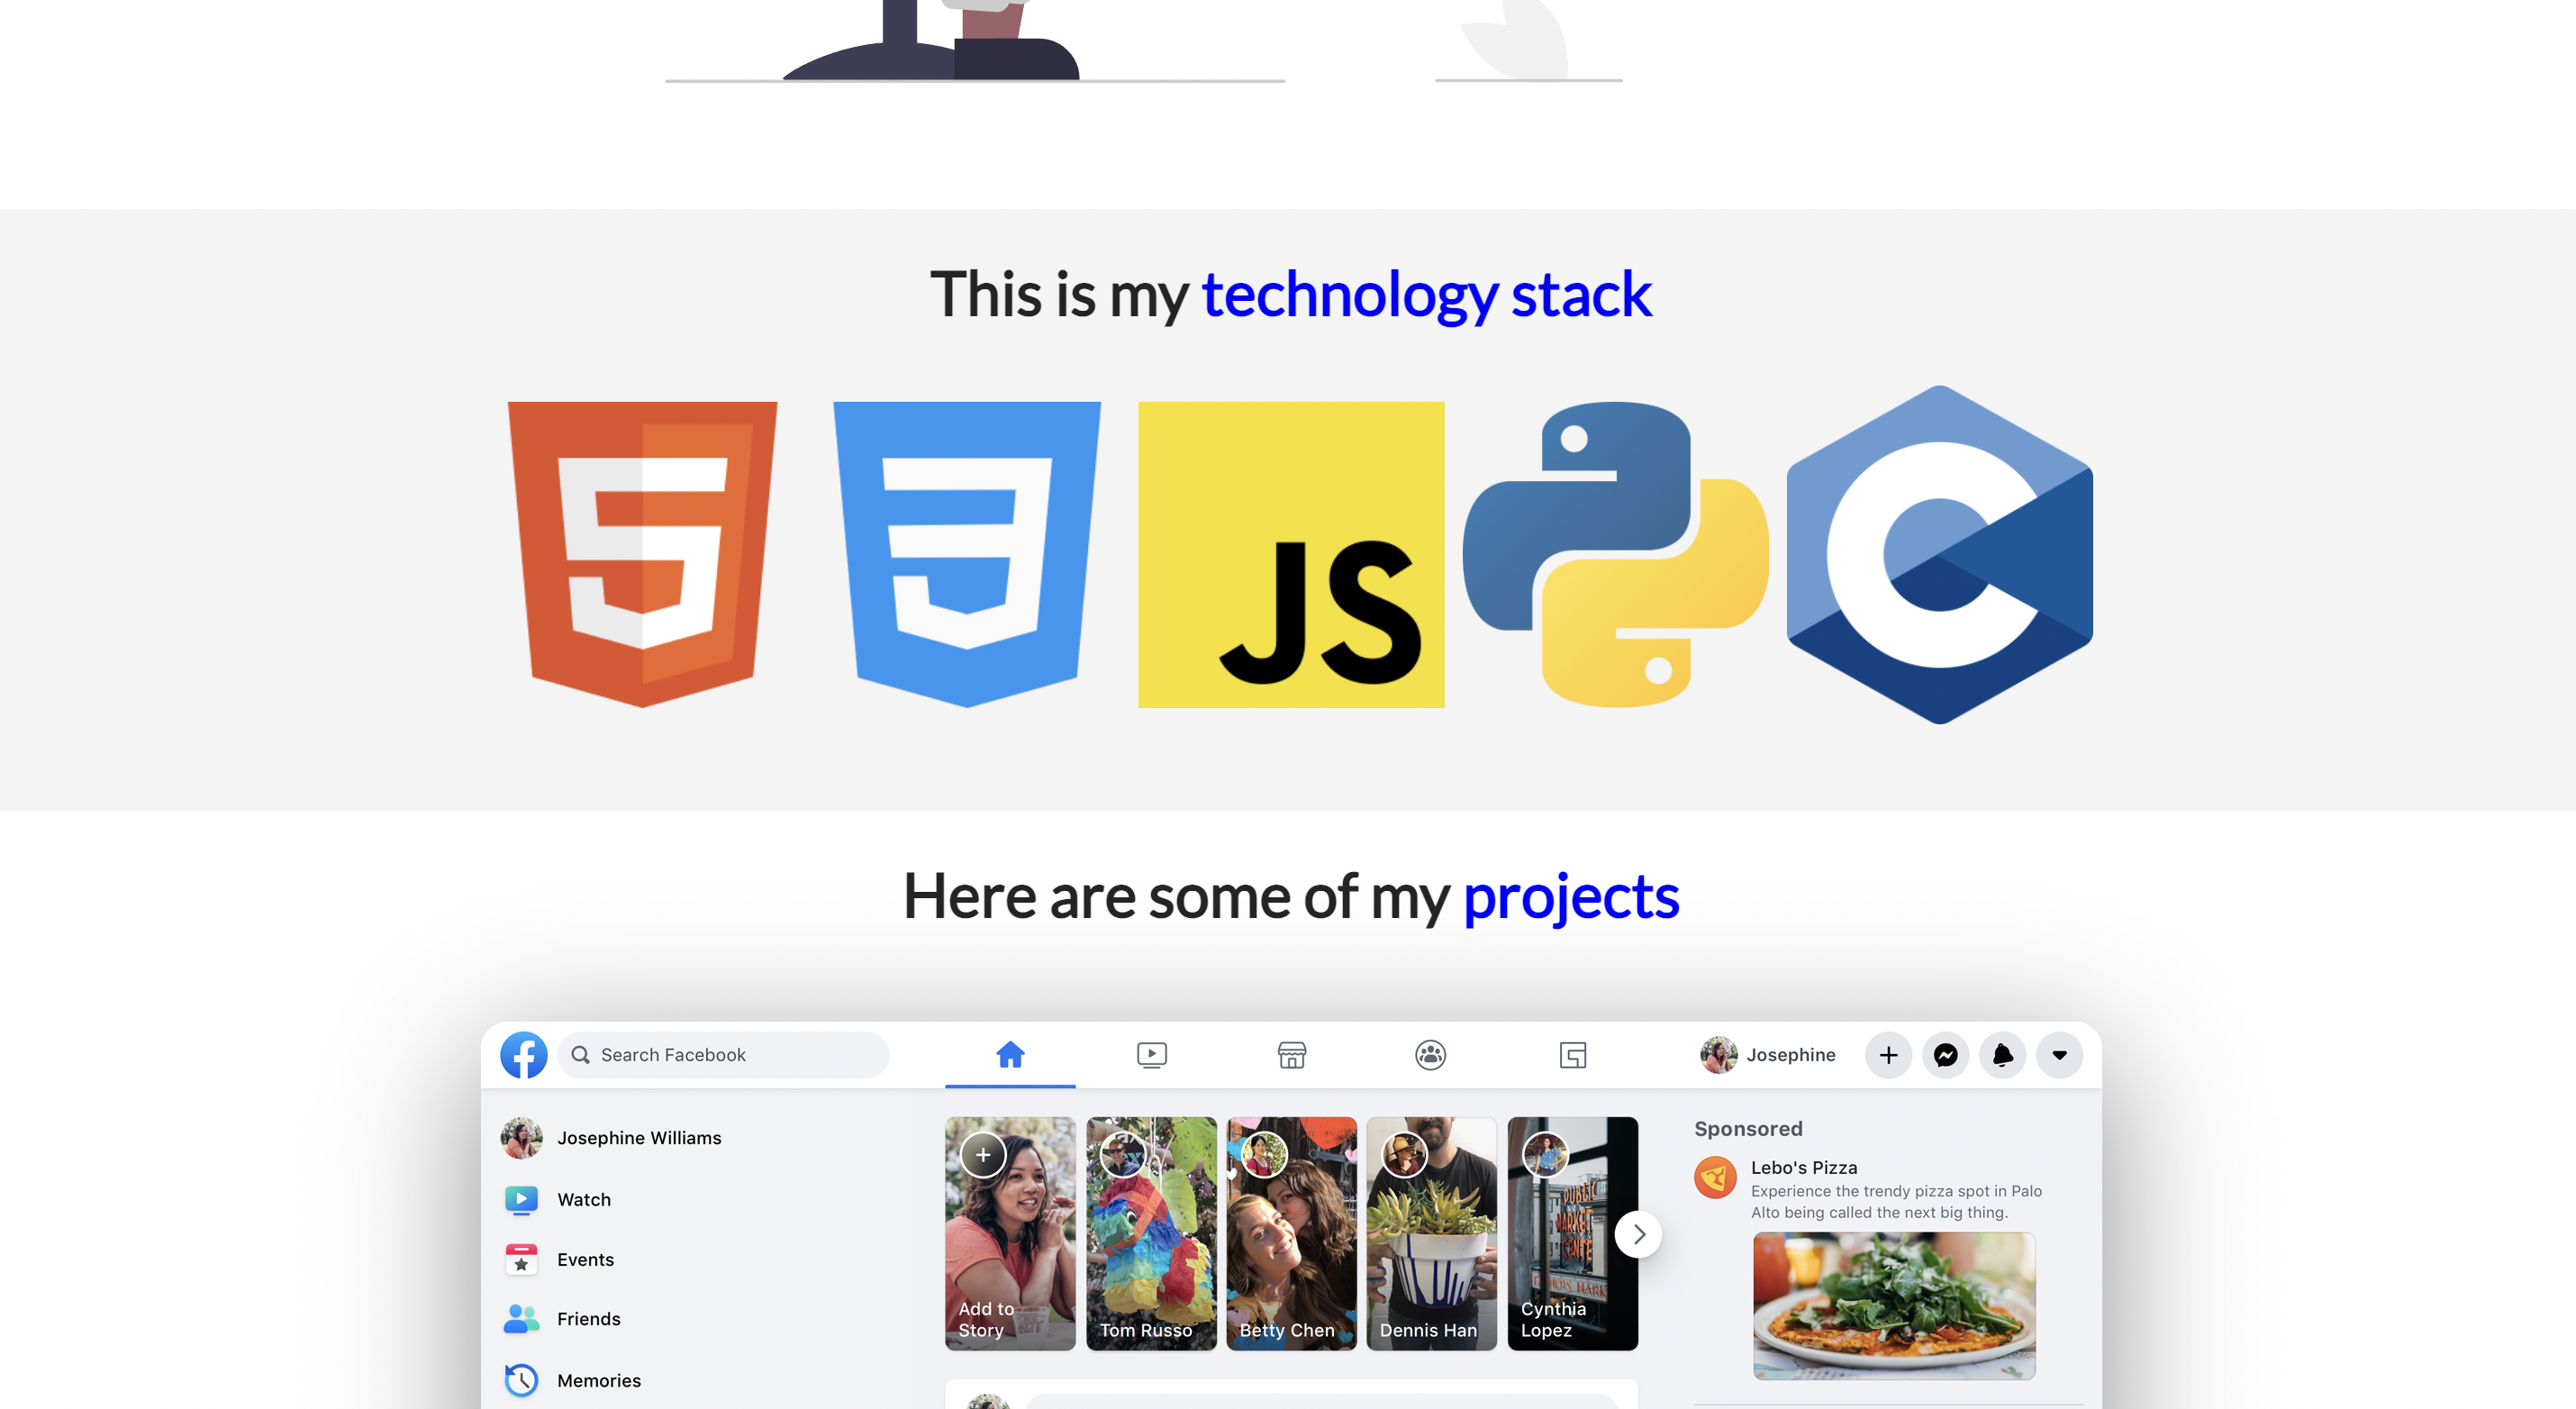 This is my technology stack
JS
C
Here are some of my projects
Search Facebook
Josephine
Josephine Williams
Watch
Events
Friends
Memories
Add to
Story
Tom Russo
Betty Chen
Dennis Han
PUBLIC
MARKET
Cynthia
Lopez
Sponsored
Lebo's Pizza
Experience the trendy pizza spot in Palo
Alto being called the next big thing.